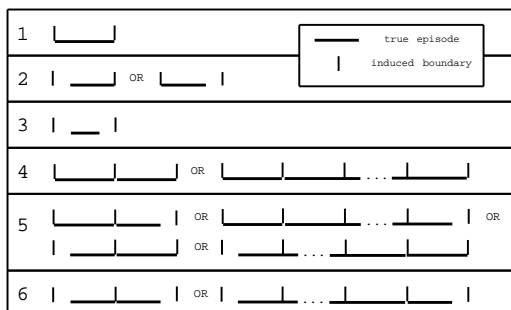 1
true episode
induced boundary
2 OR
3
4 OR ...
5 OR ... OR
OR ...
6 OR ...